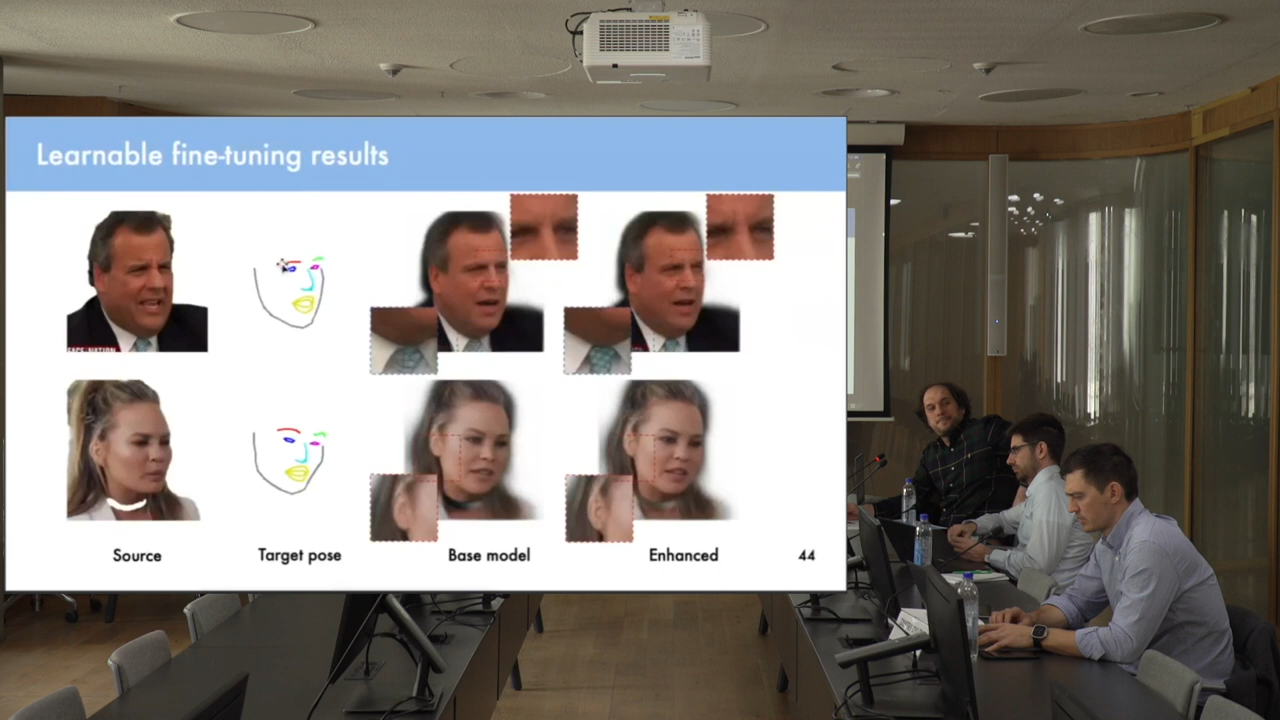 Learnable fine-tuning results
Source
Target pose
Base model
Enhanced
44